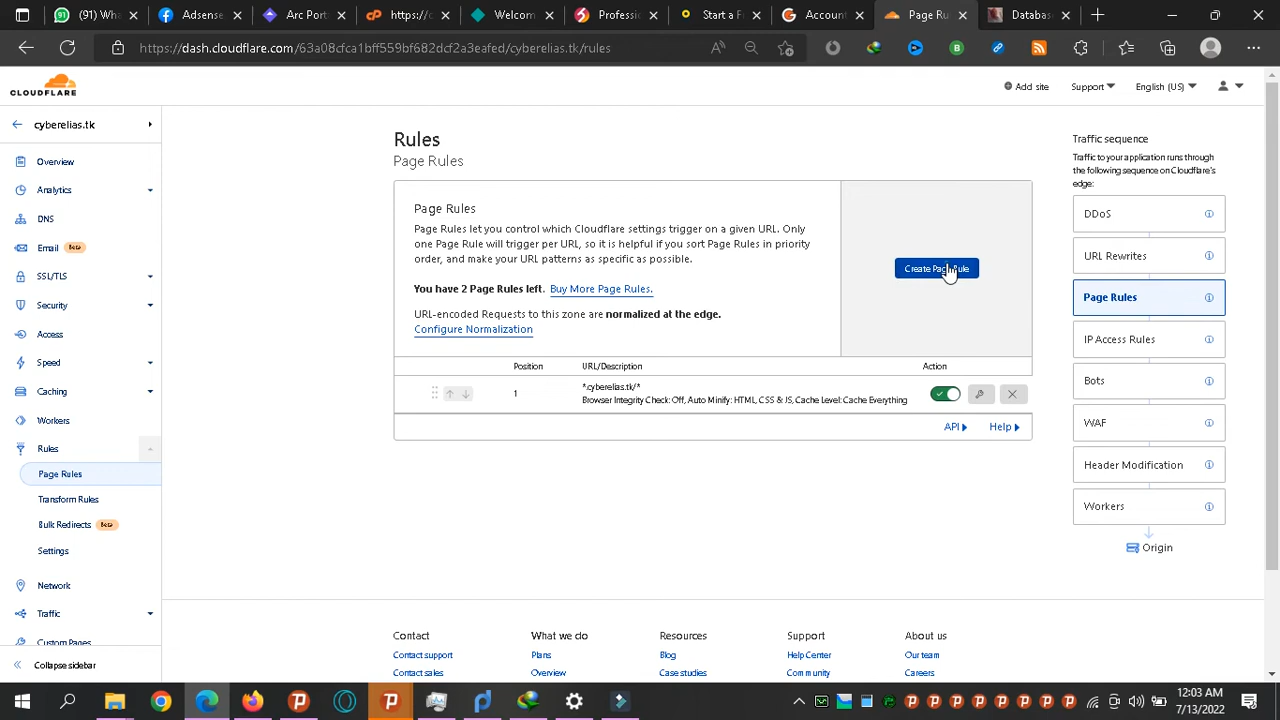 (91) Wha
Adsense
Arc Port
https://c
Welcom
Professio
Start a Fr
Account
Page Ru
Database
https://dash.cloudflare.com/63a08cfca1bff559bf682dcf2a3eafed/cyberelias.tk/rules
CLOUDFLARE
Add site
Support
English (US)
cyberelias.tk
Overview
Analytics
DNS
Email Beta
SSL/TLS
Security
Access
Speed
Caching
Workers
Rules
Page Rules
Transform Rules
Bulk Redirects Beta
Settings
Network
Traffic
Custom Pages
Collapse sidebar
Rules
Page Rules
Page Rules
Page Rules let you control which Cloudflare settings trigger on a given URL. Only
one Page Rule will trigger per URL, so it is helpful if you sort Page Rules in priority
order, and make your URL patterns as specific as possible.
You have 2 Page Rules left. Buy More Page Rules.
URL-encoded Requests to this zone are normalized at the edge.
Configure Normalization
Create Page Rule
Position URL/Description Action
1
*.cyberelias.tk/*
Browser Integrity Check: Off, Auto Minify: HTML, CSS & JS, Cache Level: Cache Everything
API Help
Traffic sequence
Traffic to your application runs through
the following sequence on Cloudflare's
edge:
DDoS
URL Rewrites
Page Rules
IP Access Rules
Bots
WAF
Header Modification
Workers
Origin
Contact
Contact support
Contact sales
What we do
Plans
Overview
Resources
Blog
Case studies
Support
Help Center
Community
About us
Our team
Careers
12:03 AM
7/13/2022